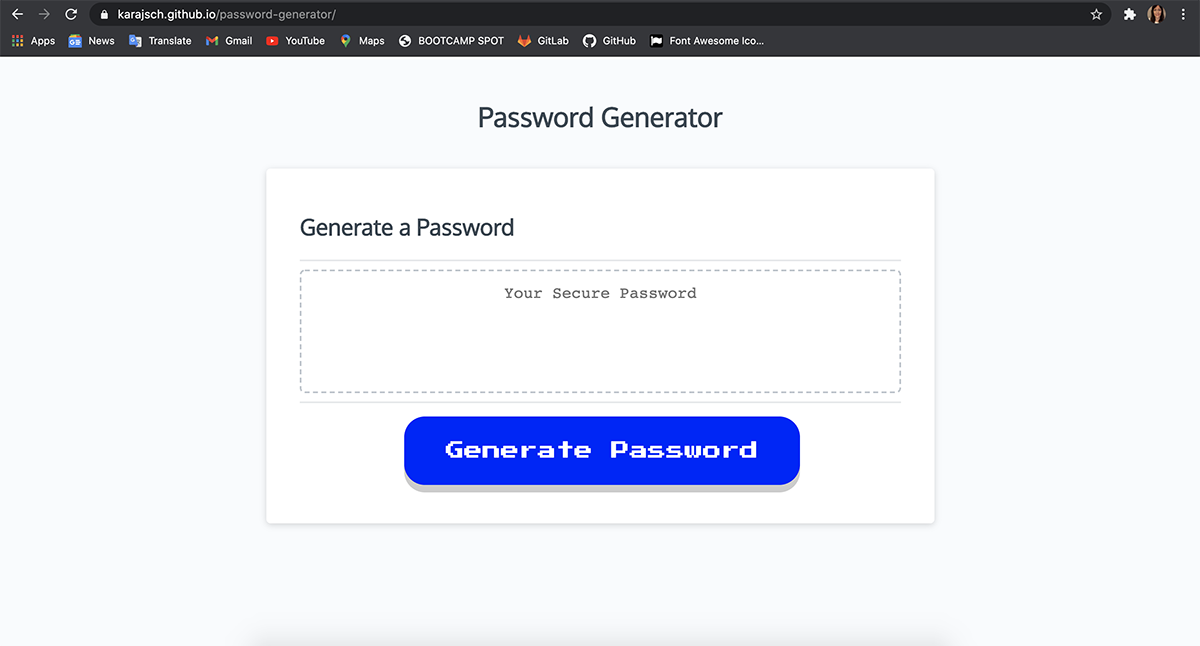 karajsch.github.io/password-generator/
Apps News Translate Gmail YouTube Maps BOOTCAMP SPOT GitLab GitHub Font Awesome Ico...
Password Generator
Generate a Password
Your Secure Password
Generate Password